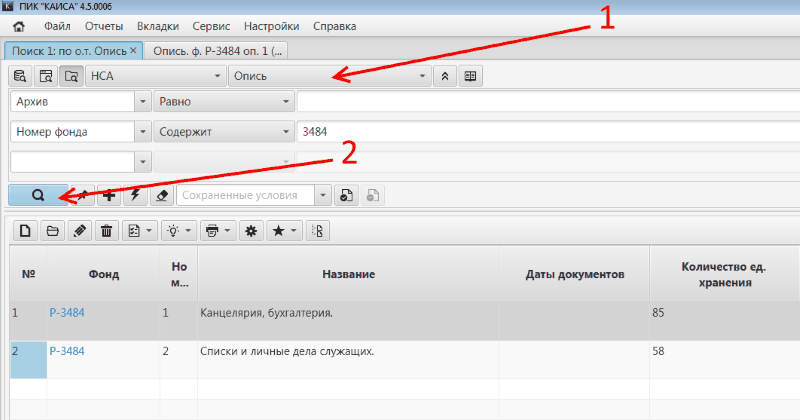 ПИК "КАИСА" 4.5.0006
Файл Отчеты Вкладки Сервис Настройки Справка
Поиск 1: по о.т. Опись × Опись. ф. Р-3484 оп. 1 (...
1
НСА Опись
Архив Равно
Номер фонда Содержит 3484
2
Сохраненные условия
№ Фонд Но м... Название Даты документов Количество ед. хранения
1 Р-3484 1 Канцелярия, бухгалтерия. 85
2 Р-3484 2 Списки и личные дела служащих. 58